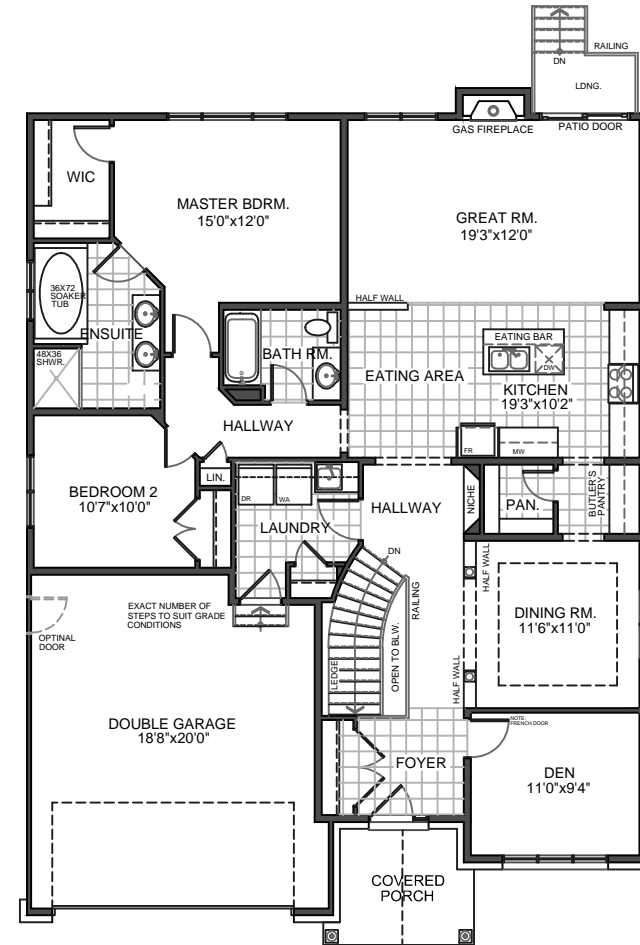 RAILING
DN
LDNG.
GAS FIREPLACE
PATIO DOOR
WIC
MASTER BDRM.
15'0"x12'0"
GREAT RM.
19'3"x12'0"
36X72
SOAKER
TUB
ENSUITE
HALF WALL
EATING BAR
DW
BATH RM.
48X36
SHWR.
EATING AREA
KITCHEN
19'3"x10'2"
HALLWAY
FR
MW
LIN.
BEDROOM 2
10'7"x10'0"
DR
WA
LAUNDRY
HALLWAY
NICHE
PAN.
BUTLER'S
PANTRY
DN
HALF WALL
RAILING
EXACT NUMBER OF
STEPS TO SUIT GRADE
CONDITIONS
OPTINAL
DOOR
DINING RM.
11'6"x11'0"
LEDGE
OPEN TO BLW.
HALF WALL
DOUBLE GARAGE
18'8"x20'0"
NOTE:
FRENCH DOOR
FOYER
DEN
11'0"x9'4"
COVERED
PORCH